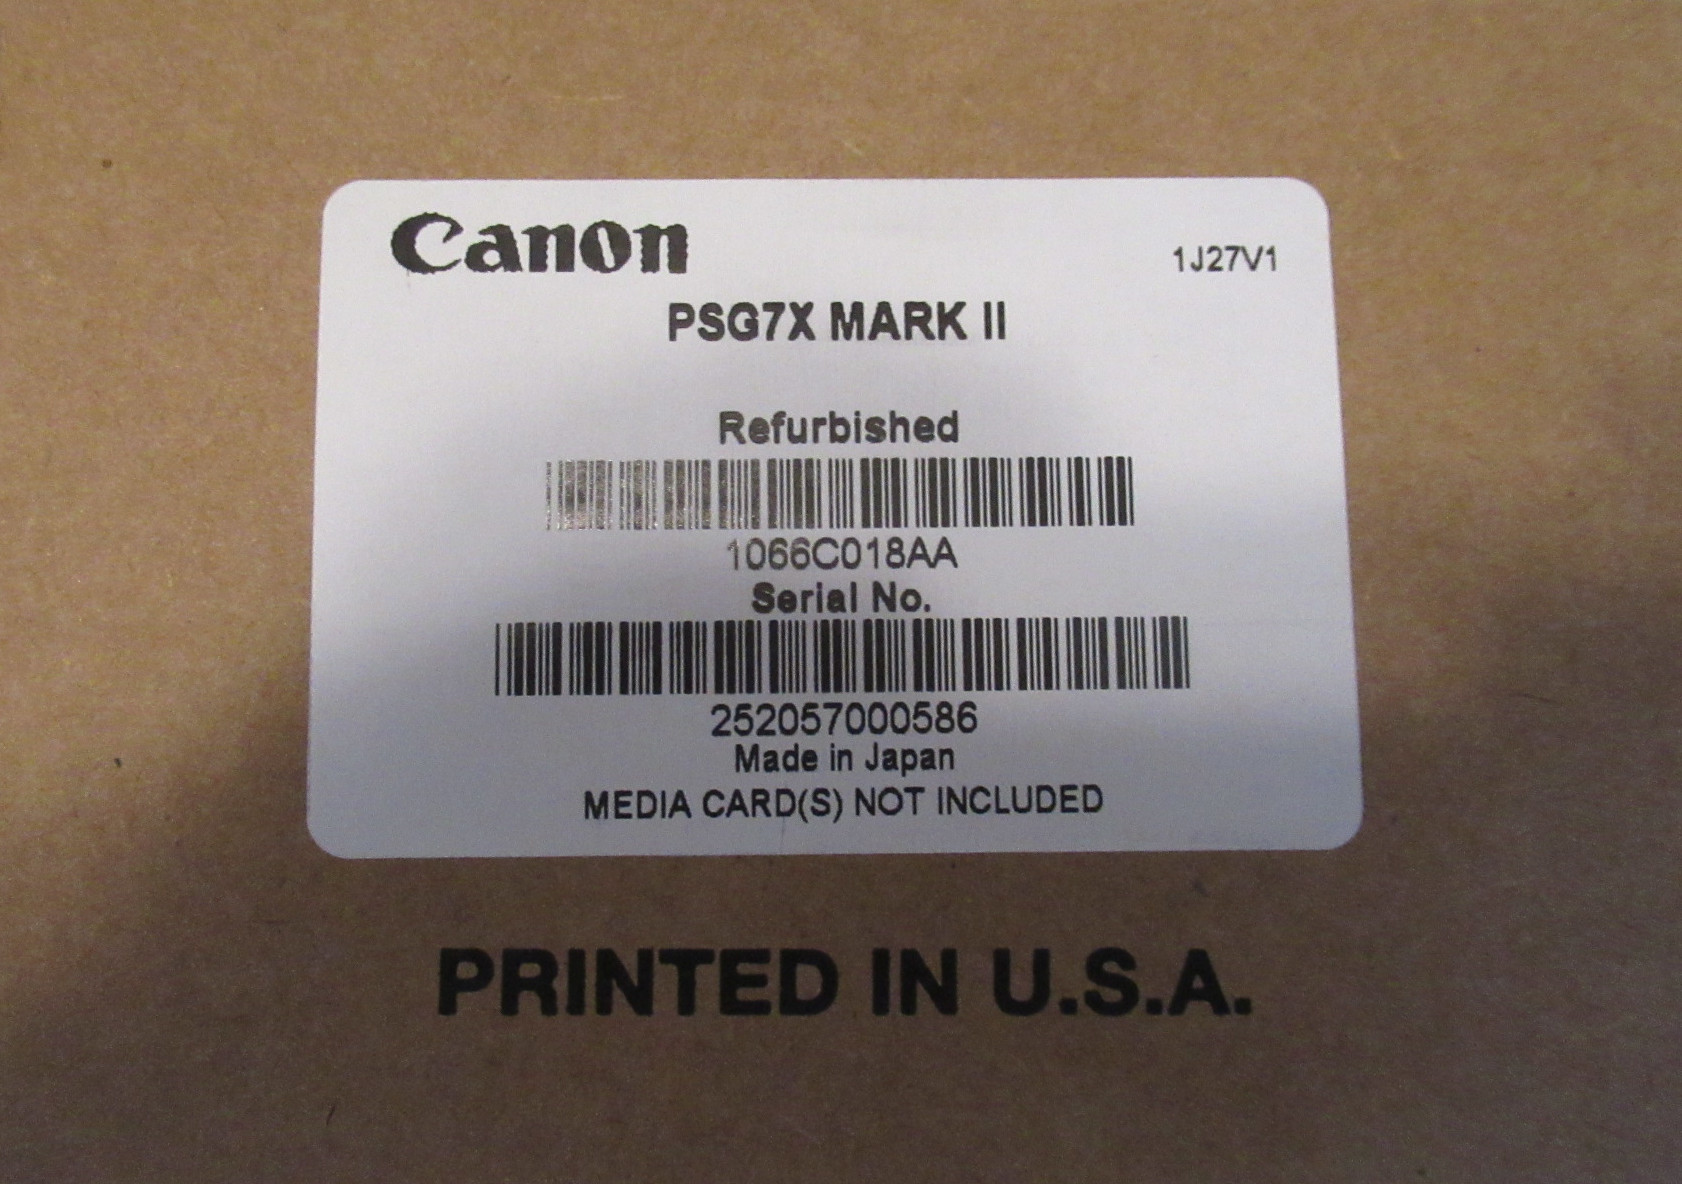 Canon
1J27V1
PSG7X MARK II
Refurbished
1066C018AA
Serial No.
252057000586
Made in Japan
MEDIA CARD(S) NOT INCLUDED
PRINTED IN U.S.A.